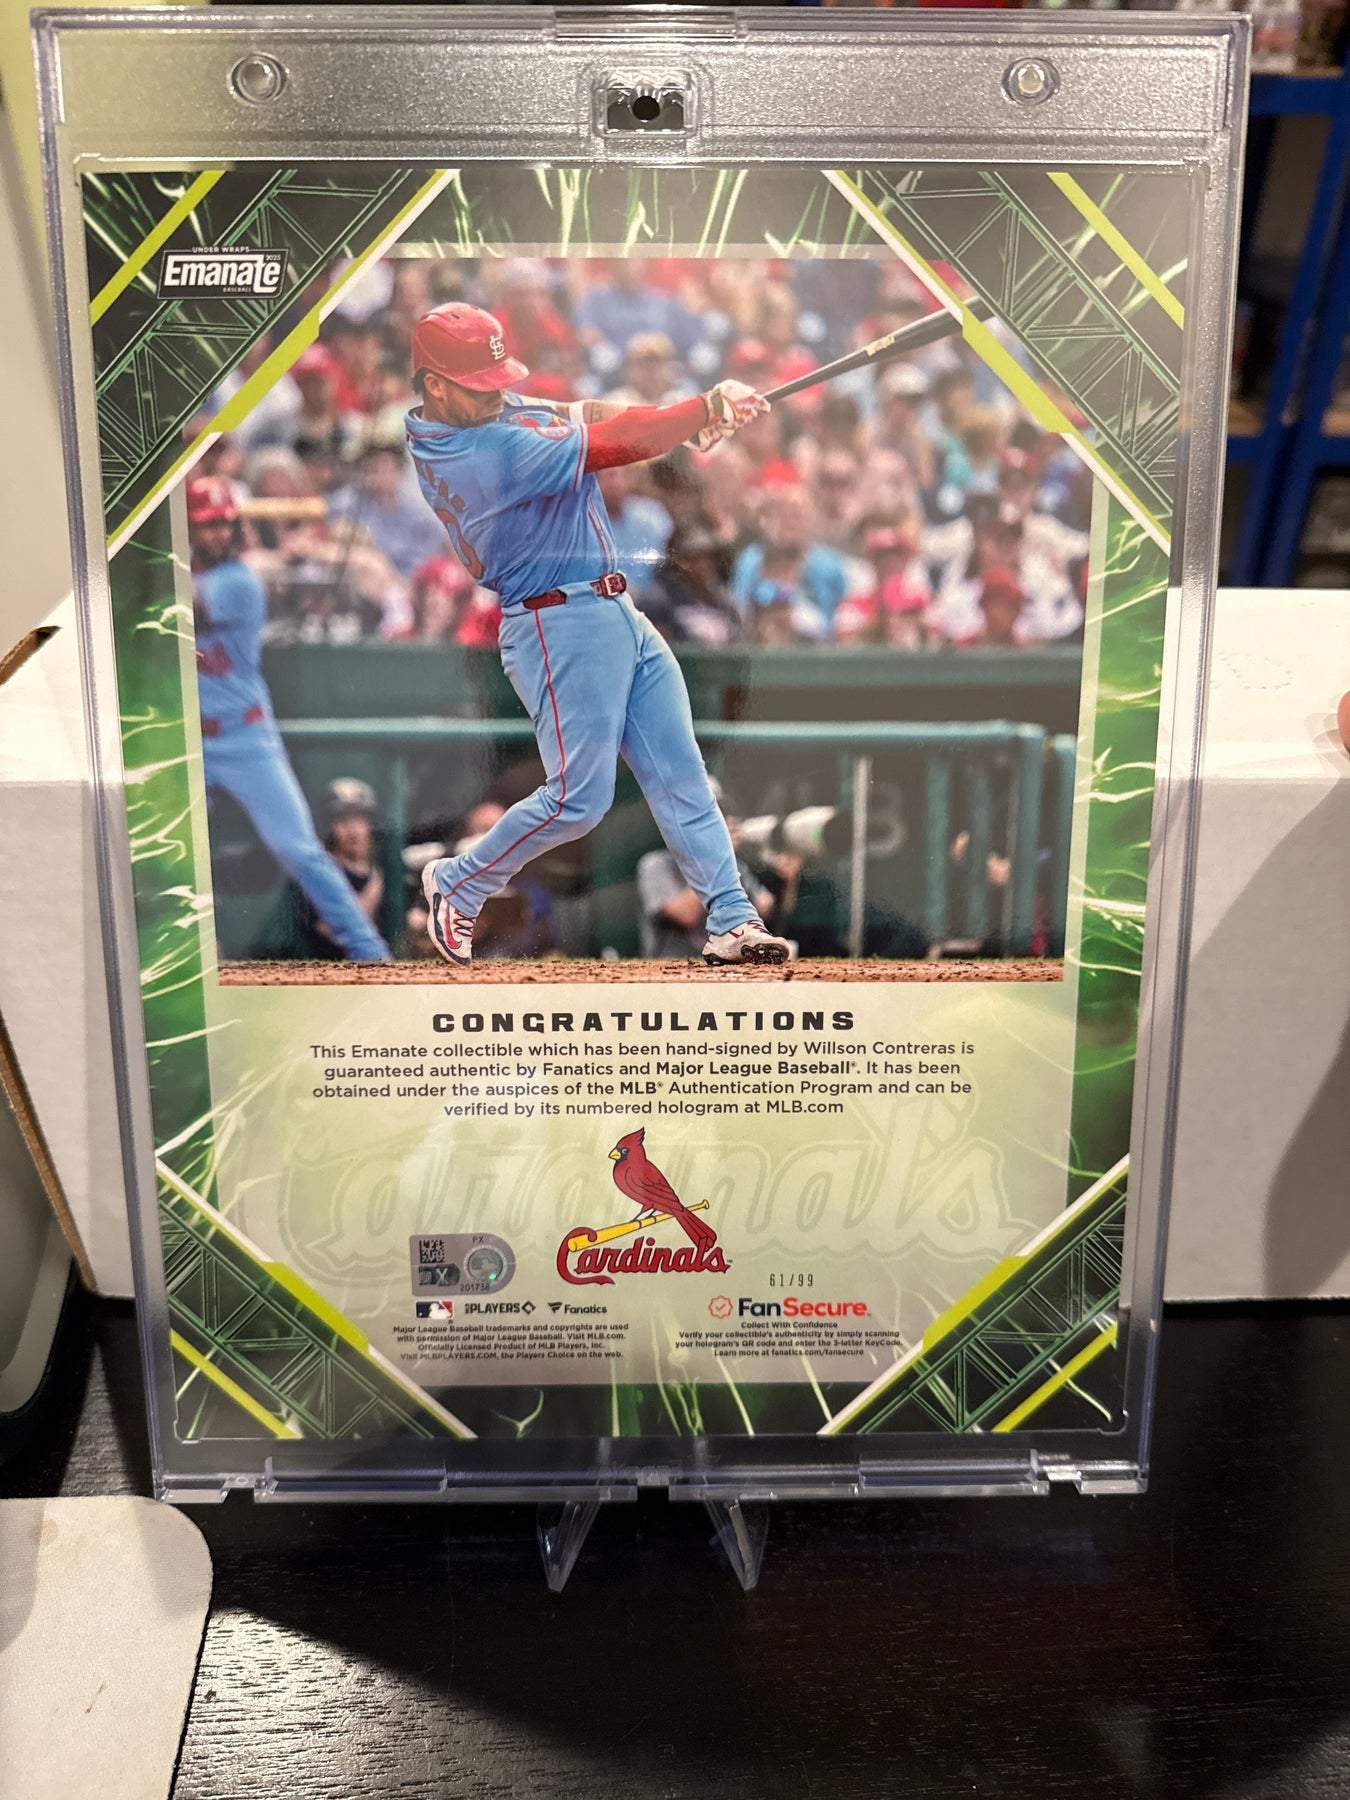 UNDER WRAPS
2025
Emanate
BASEBALL
CONGRATULATIONS
This Emanate collectible which has been hand-signed by Willson Contreras is
guaranteed authentic by Fanatics and Major League Baseball®. It has been
obtained under the auspices of the MLB® Authentication Program and can be
verified by its numbered hologram at MLB.com
Cardinals
PX
201738
61/99
PLAYERS
Fanatics
FanSecure
Collect With Confidence
Major League Baseball trademarks and copyrights are used
with permission of Major League Baseball. Visit MLB.com.
Officially Licensed Product of MLB Players, Inc.
Visit MLBPLAYERS.COM, the Players Choice on the web.
Verify your collectible's authenticity by simply scanning
your hologram's QR code and enter the 3-letter KeyCode.
Learn more at fanatics.com/fansecure